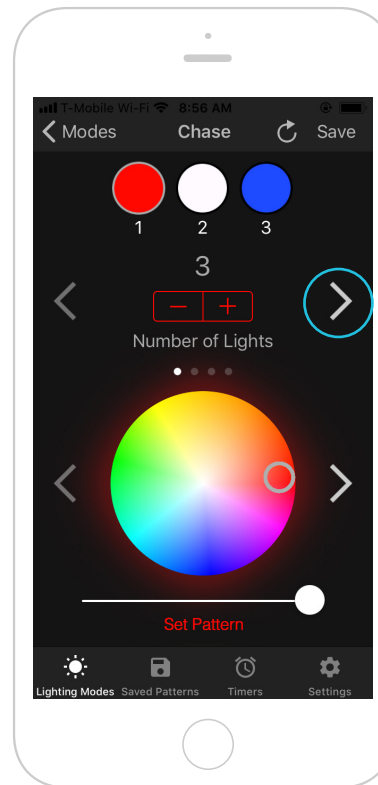 T-Mobile Wi-Fi 8:56 AM
Modes Chase Save
1 2 3
3
− +
Number of Lights
Set Pattern
Lighting Modes Saved Patterns Timers Settings